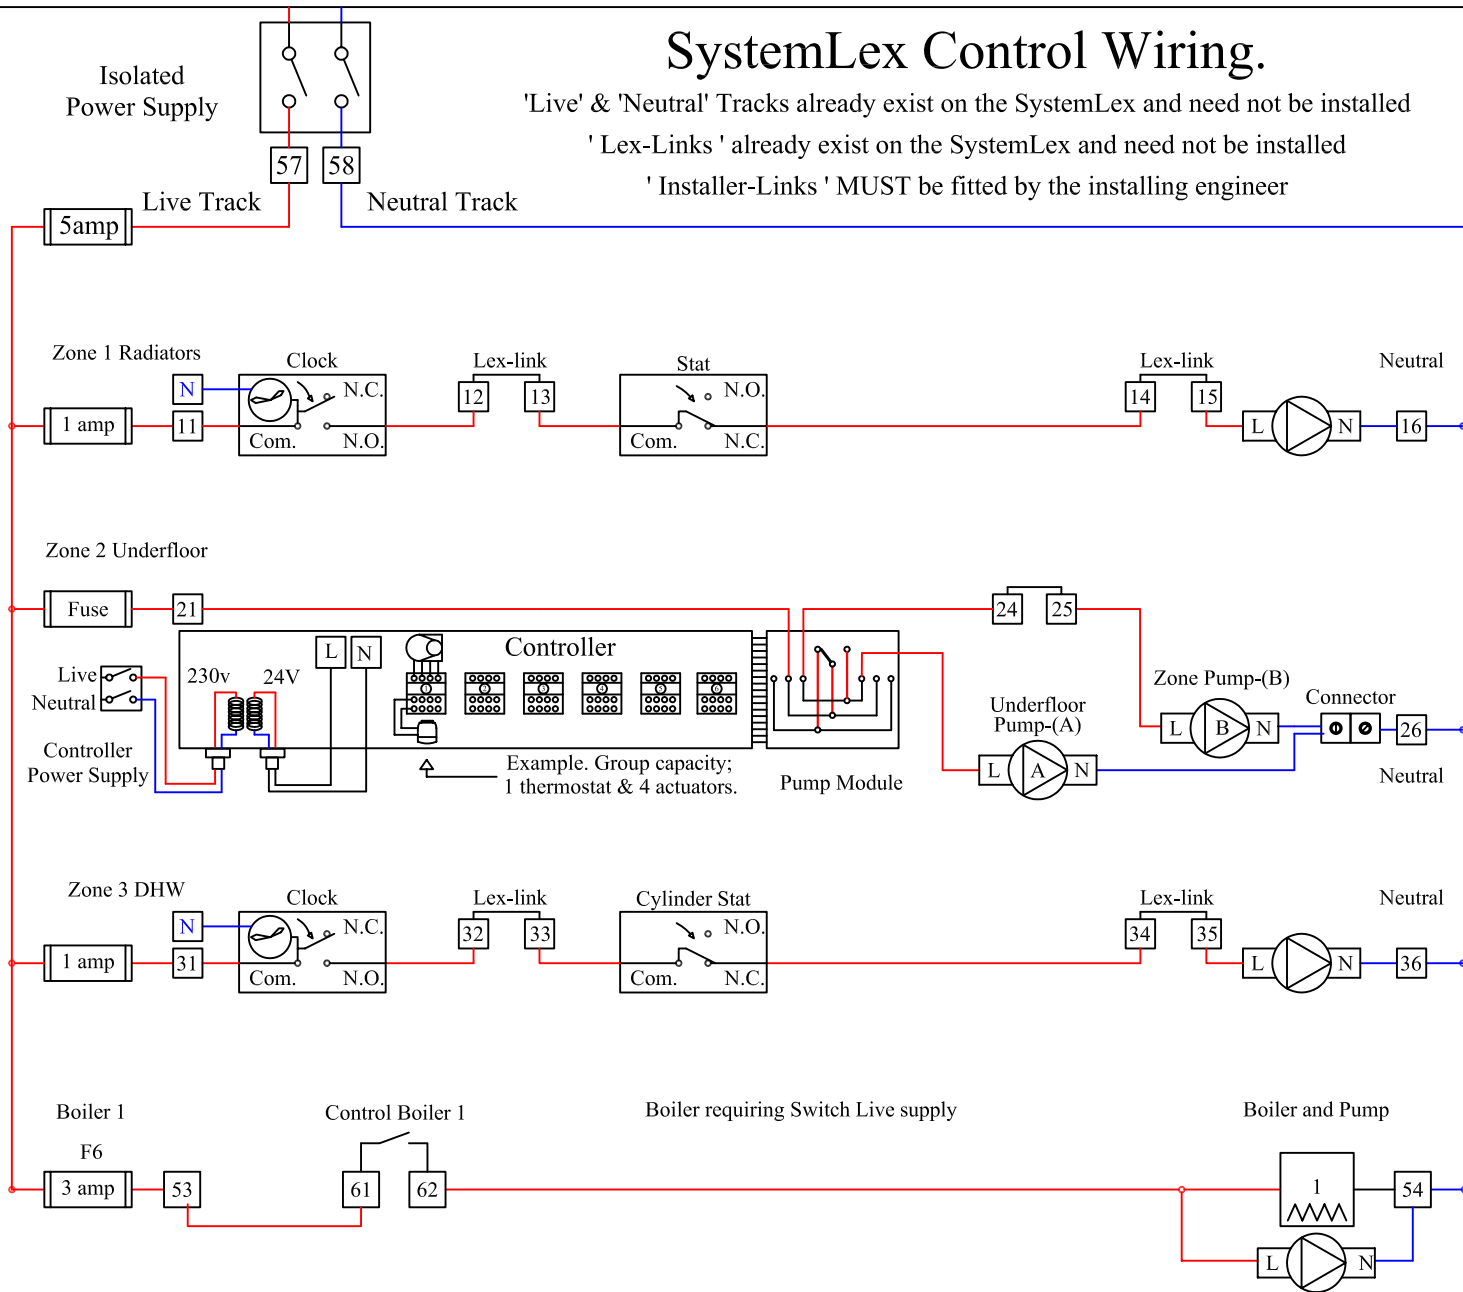 SystemLex Control Wiring.
Isolated
Power Supply
'Live' & 'Neutral' Tracks already exist on the SystemLex and need not be installed
' Lex-Links ' already exist on the SystemLex and need not be installed
' Installer-Links ' MUST be fitted by the installing engineer
57 58
Live Track Neutral Track
5amp
Zone 1 Radiators Clock Lex-link Stat Lex-link Neutral
N N.C. 12 13 N.O. 14 15
1 amp 11 Com. N.O. Com. N.C. L N 16
Zone 2 Underfloor
Fuse 21 24 25
L N Controller
Live 230v 24V
Neutral
1 2 3 4 5 6
Zone Pump-(B) Connector
Underfloor
Pump-(A)
L B N 26
Controller
Power Supply
Example. Group capacity;
1 thermostat & 4 actuators.
Pump Module
L A N
Neutral
Zone 3 DHW Clock Lex-link Cylinder Stat Lex-link Neutral
N N.C. 32 33 N.O. 34 35
1 amp 31 Com. N.O. Com. N.C. L N 36
Boiler 1 Control Boiler 1 Boiler requiring Switch Live supply Boiler and Pump
F6
3 amp 53 61 62 1 54
L N